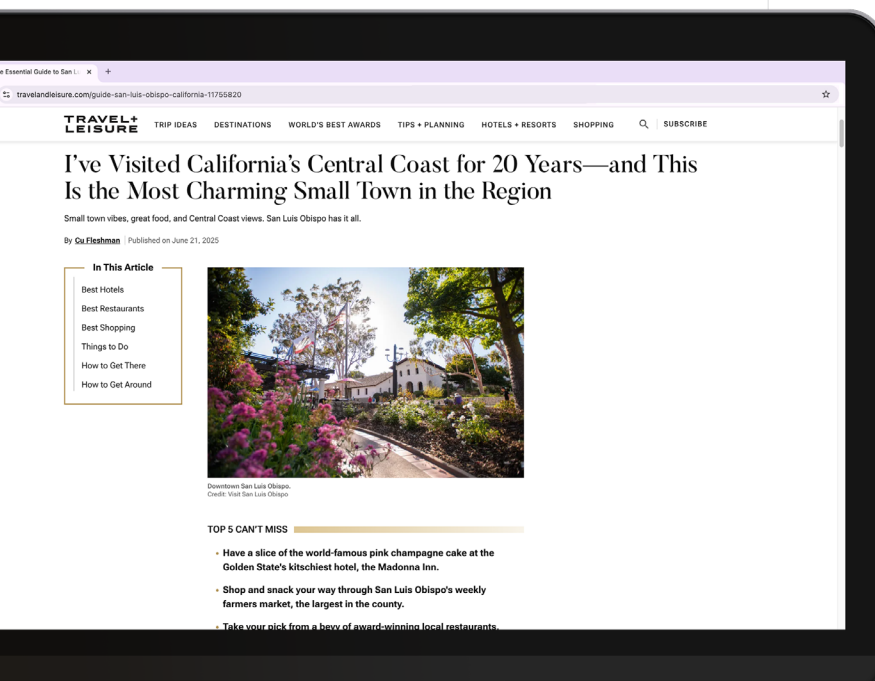 e Essential Guide to San L
travelandleisure.com/guide-san-luis-obispo-california-11755820
TRAVEL+
LEISURE
TRIP IDEAS DESTINATIONS WORLD'S BEST AWARDS TIPS + PLANNING HOTELS + RESORTS SHOPPING SUBSCRIBE
I've Visited California's Central Coast for 20 Years—and This
Is the Most Charming Small Town in the Region
Small town vibes, great food, and Central Coast views. San Luis Obispo has it all.
By Cu Fleshman Published on June 21, 2025
In This Article
Best Hotels
Best Restaurants
Best Shopping
Things to Do
How to Get There
How to Get Around
Downtown San Luis Obispo.
Credit: Visit San Luis Obispo
TOP 5 CAN'T MISS
• Have a slice of the world-famous pink champagne cake at the
Golden State's kitschiest hotel, the Madonna Inn.
• Shop and snack your way through San Luis Obispo's weekly
farmers market, the largest in the county.
• Take your pick from a bevy of award-winning local restaurants.